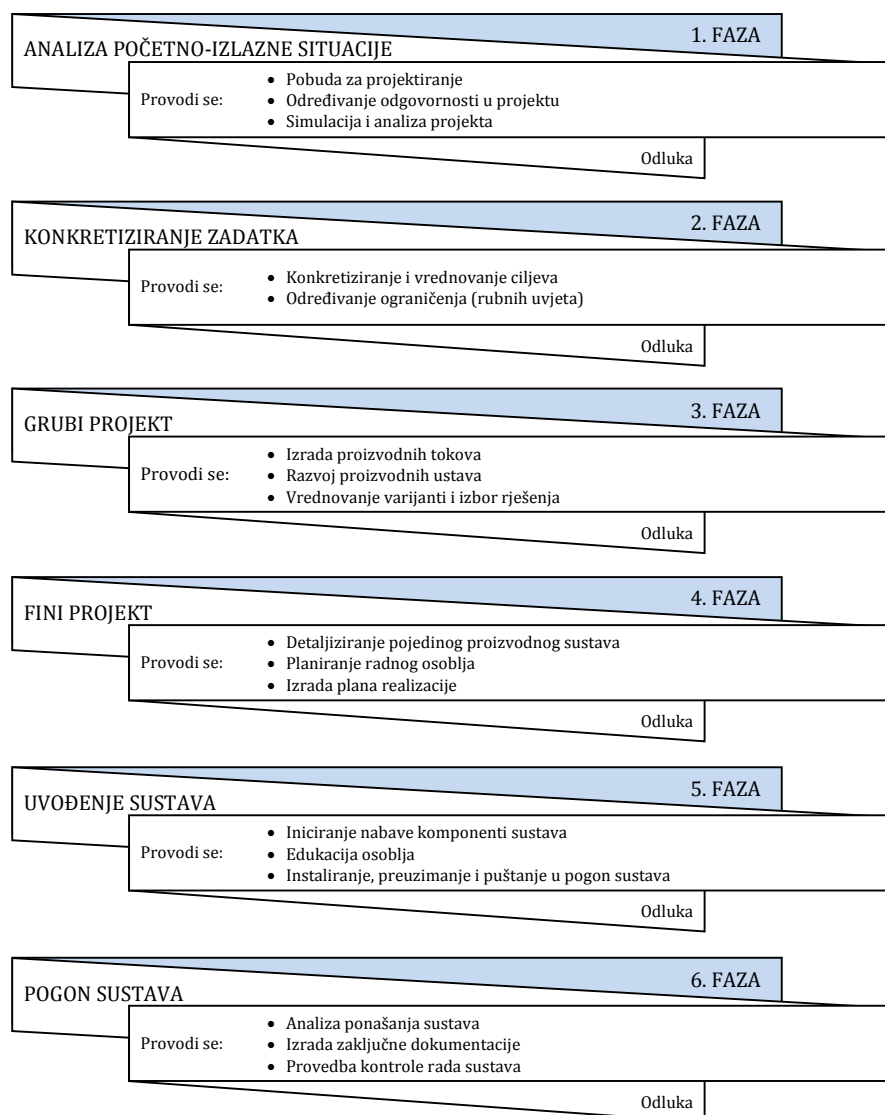 1. FAZA
ANALIZA POČETNO-IZLAZNE SITUACIJE
Provodi se:
• Pobuda za projektiranje
• Određivanje odgovornosti u projektu
• Simulacija i analiza projekta
Odluka
2. FAZA
KONKRETIZIRANJE ZADATKA
Provodi se:
• Konkretiziranje i vrednovanje ciljeva
• Određivanje ograničenja (rubnih uvjeta)
Odluka
3. FAZA
GRUBI PROJEKT
Provodi se:
• Izrada proizvodnih tokova
• Razvoj proizvodnih ustava
• Vrednovanje varijanti i izbor rješenja
Odluka
4. FAZA
FINI PROJEKT
Provodi se:
• Detaljiziranje pojedinog proizvodnog sustava
• Planiranje radnog osoblja
• Izrada plana realizacije
Odluka
5. FAZA
UVOĐENJE SUSTAVA
Provodi se:
• Iniciranje nabave komponenti sustava
• Edukacija osoblja
• Instaliranje, preuzimanje i puštanje u pogon sustava
Odluka
6. FAZA
POGON SUSTAVA
Provodi se:
• Analiza ponašanja sustava
• Izrada zaključne dokumentacije
• Provedba kontrole rada sustava
Odluka